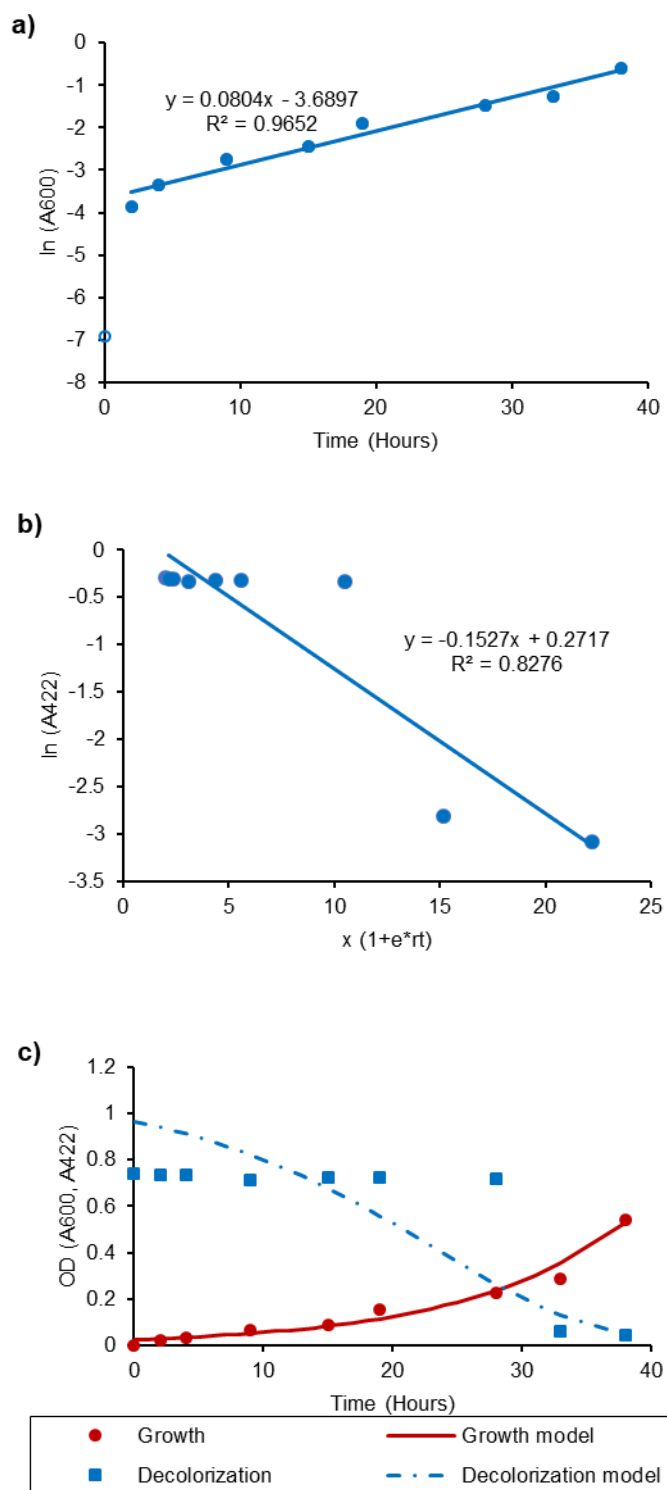 a)
0
-1
-2
-3
-4
-5
-6
-7
-8
ln (A600)
y = 0.0804x - 3.6897
R² = 0.9652
0 10 20 30 40
Time (Hours)
b)
0
-0.5
-1
-1.5
-2
-2.5
-3
-3.5
ln (A422)
y = -0.1527x + 0.2717
R² = 0.8276
0 5 10 15 20 25
x (1+e*rt)
c)
1.2
1
0.8
0.6
0.4
0.2
0
OD (A600, A422)
0 10 20 30 40
Time (Hours)
Growth Growth model
Decolorization Decolorization model